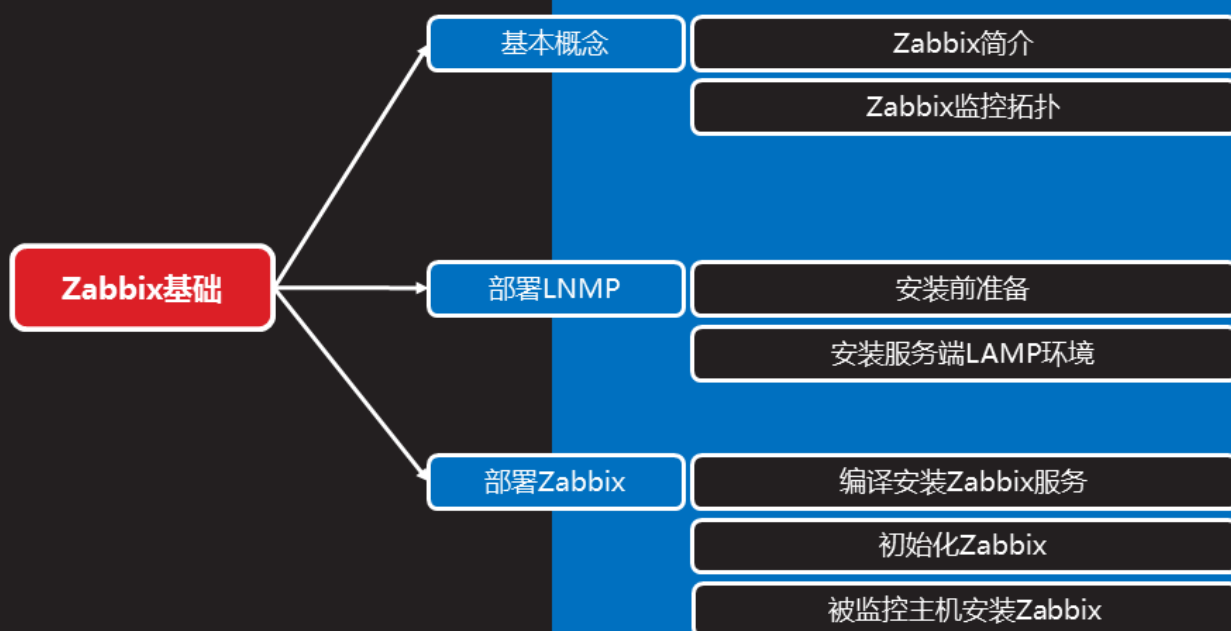 Zabbix基础
基本概念
Zabbix简介
Zabbix监控拓扑
部署LNMP
安装前准备
安装服务端LAMP环境
部署Zabbix
编译安装Zabbix服务
初始化Zabbix
被监控主机安装Zabbix